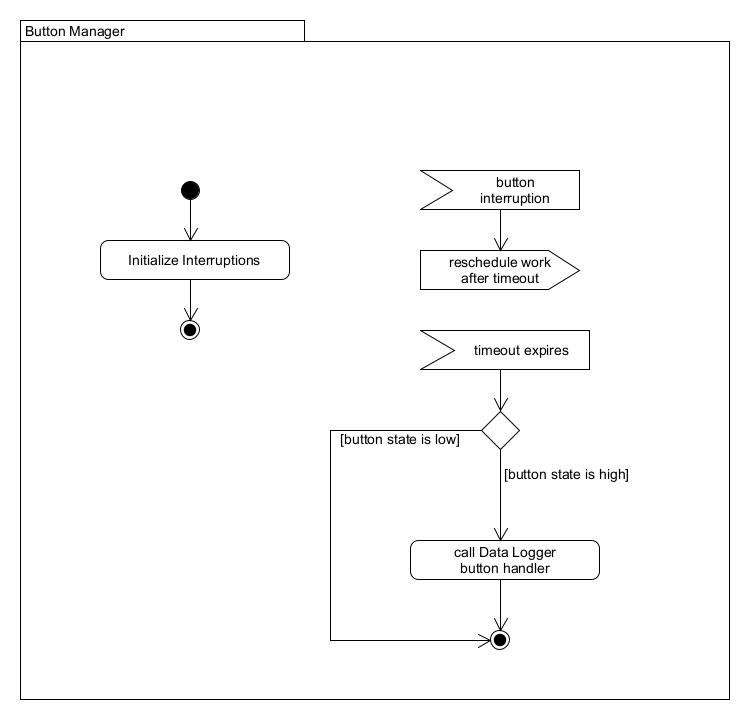 Button Manager
Initialize Interruptions
button
interruption
reschedule work
after timeout
timeout expires
[button state is low]
[button state is high]
call Data Logger
button handler